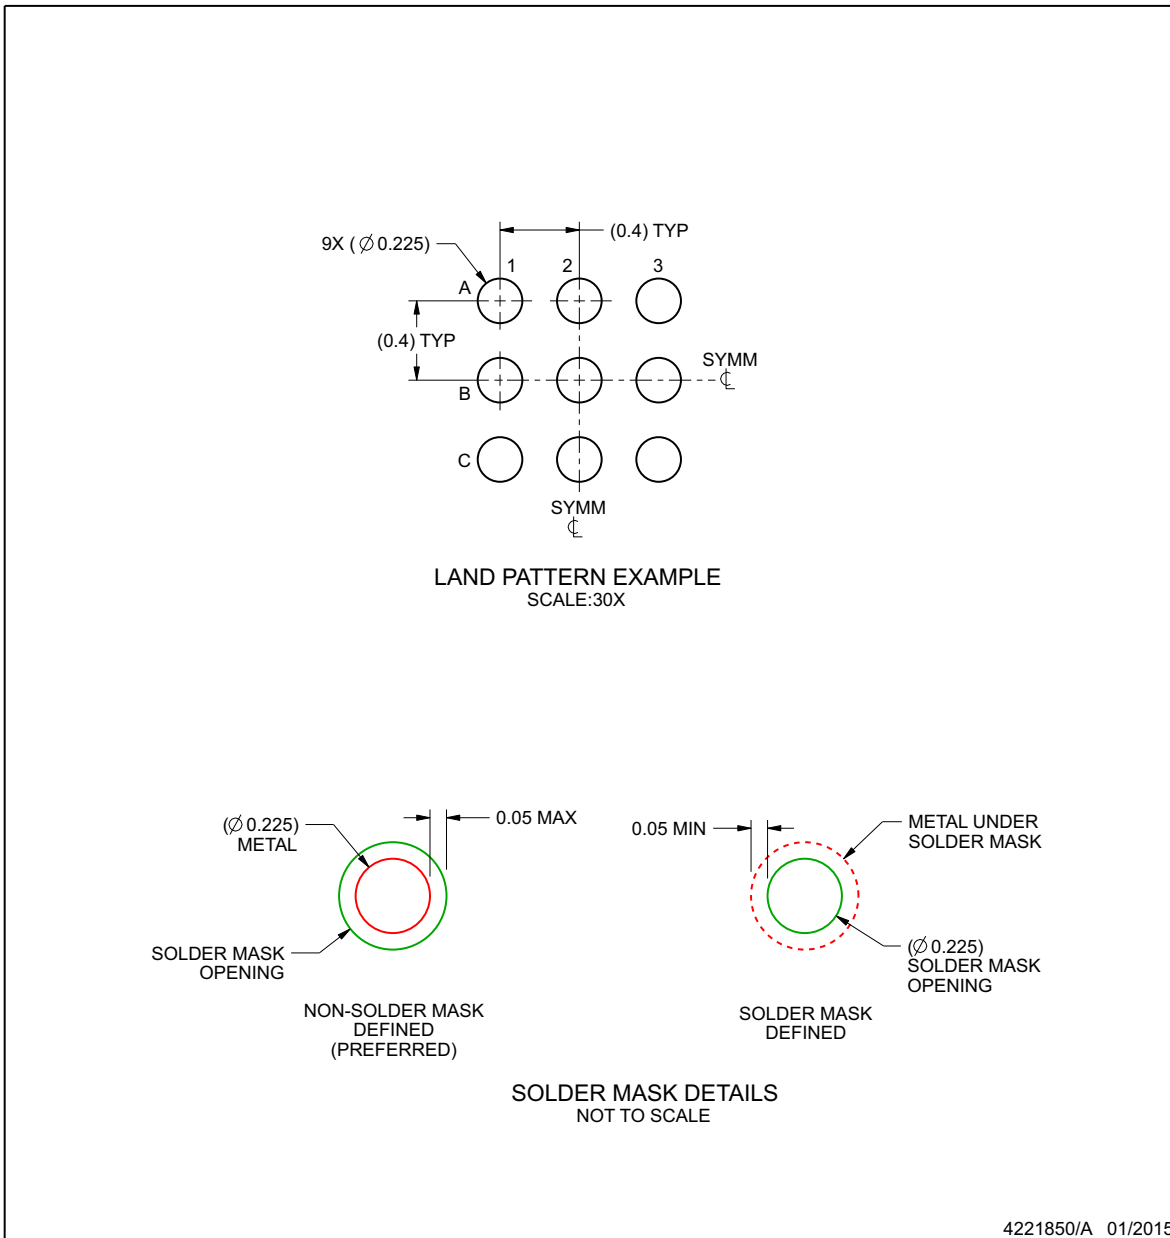 (0.4) TYP
9X ( ∅ 0.225)
1
2
3
A
(0.4) TYP
SYMM
℄
B
C
SYMM
℄
LAND PATTERN EXAMPLE
SCALE:30X
(∅ 0.225)
METAL
0.05 MAX
SOLDER MASK
OPENING
NON-SOLDER MASK
DEFINED
(PREFERRED)
0.05 MIN
METAL UNDER
SOLDER MASK
(∅ 0.225)
SOLDER MASK
OPENING
SOLDER MASK
DEFINED
SOLDER MASK DETAILS
NOT TO SCALE
4221850/A 01/2015